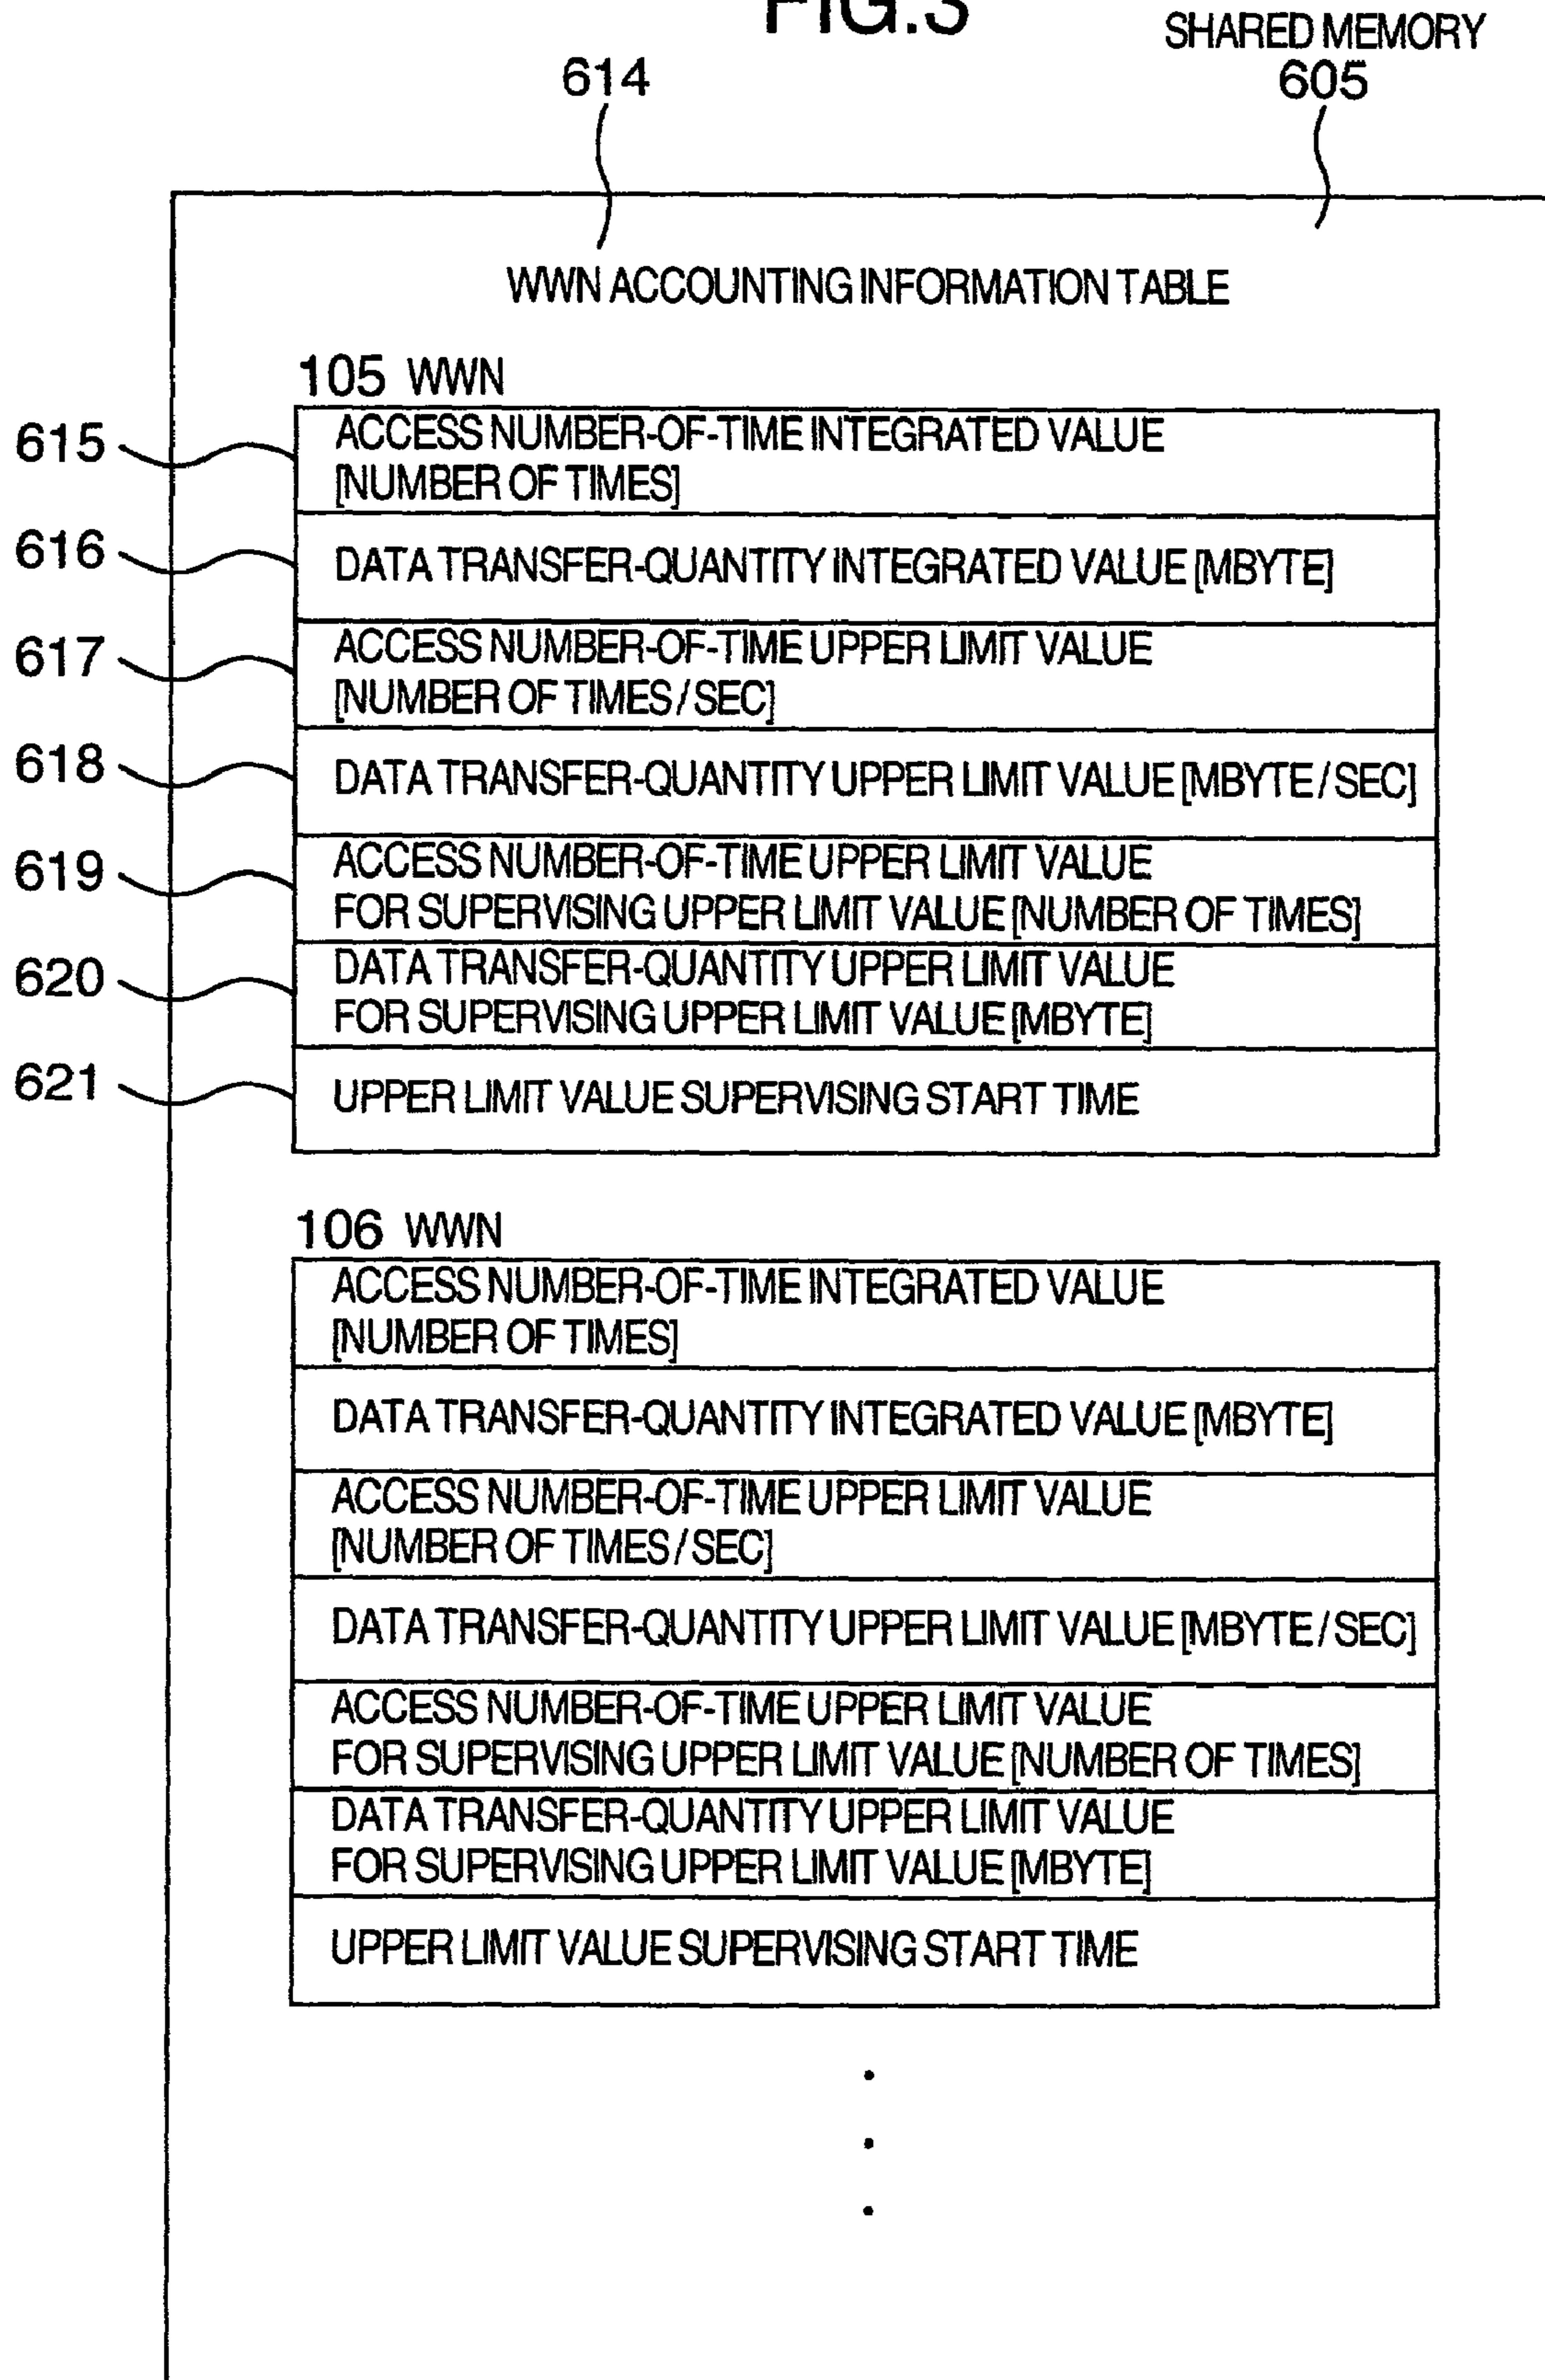 FIG.3
SHARED MEMORY
605
614
WWN ACCOUNTING INFORMATION TABLE
105 WWN
615
ACCESS NUMBER-OF-TIME INTEGRATED VALUE
[NUMBER OF TIMES]
616
DATA TRANSFER-QUANTITY INTEGRATED VALUE [MBYTE]
617
ACCESS NUMBER-OF-TIME UPPER LIMIT VALUE
[NUMBER OF TIMES/SEC]
618
DATA TRANSFER-QUANTITY UPPER LIMIT VALUE [MBYTE/SEC]
619
ACCESS NUMBER-OF-TIME UPPER LIMIT VALUE
FOR SUPERVISING UPPER LIMIT VALUE [NUMBER OF TIMES]
620
DATA TRANSFER-QUANTITY UPPER LIMIT VALUE
FOR SUPERVISING UPPER LIMIT VALUE [MBYTE]
621
UPPER LIMIT VALUE SUPERVISING START TIME
106 WWN
ACCESS NUMBER-OF-TIME INTEGRATED VALUE
[NUMBER OF TIMES]
DATA TRANSFER-QUANTITY INTEGRATED VALUE [MBYTE]
ACCESS NUMBER-OF-TIME UPPER LIMIT VALUE
[NUMBER OF TIMES/SEC]
DATA TRANSFER-QUANTITY UPPER LIMIT VALUE [MBYTE/SEC]
ACCESS NUMBER-OF-TIME UPPER LIMIT VALUE
FOR SUPERVISING UPPER LIMIT VALUE [NUMBER OF TIMES]
DATA TRANSFER-QUANTITY UPPER LIMIT VALUE
FOR SUPERVISING UPPER LIMIT VALUE [MBYTE]
UPPER LIMIT VALUE SUPERVISING START TIME